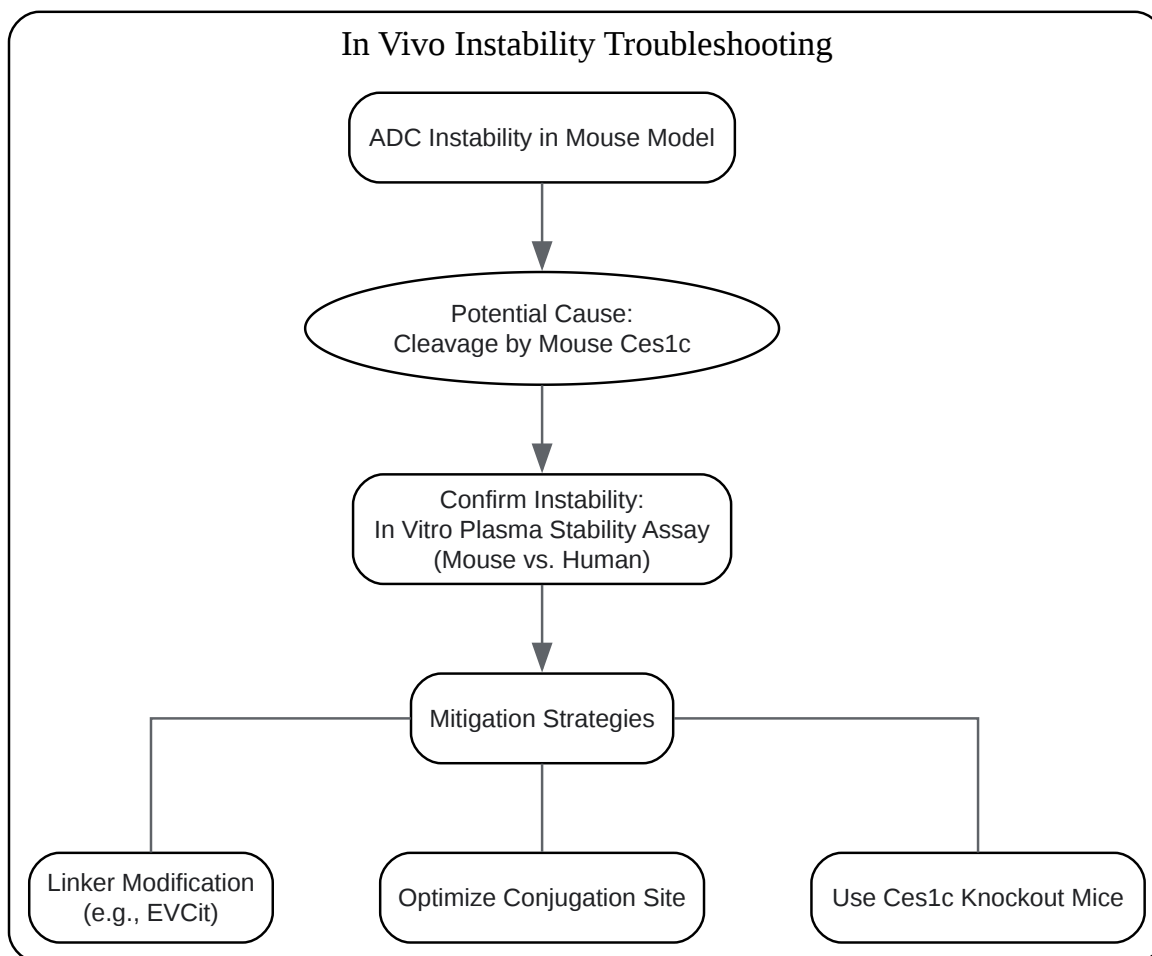 In Vivo Instability Troubleshooting
ADC Instability in Mouse Model
Potential Cause:
Cleavage by Mouse Ces1c
Confirm Instability:
In Vitro Plasma Stability Assay
(Mouse vs. Human)
Mitigation Strategies
Linker Modification
(e.g., EVCit)
Optimize Conjugation Site
Use Ces1c Knockout Mice